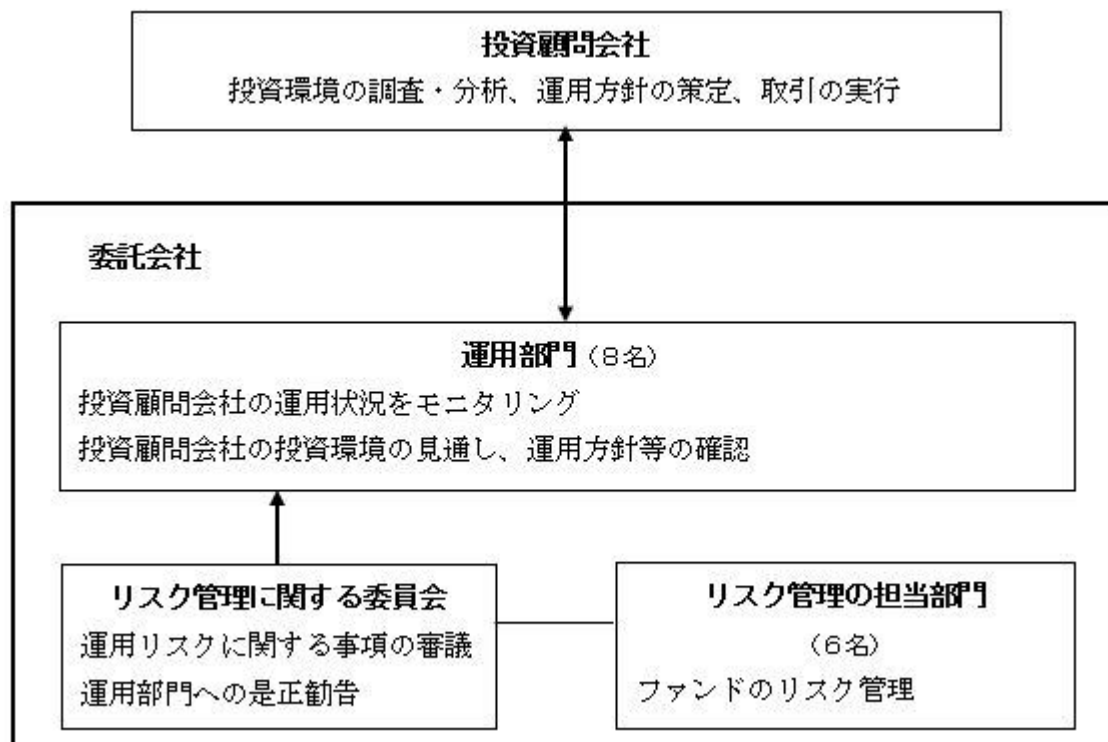 投資顧問会社
投資環境の調査・分析、運用方針の策定、取引の実行
委託会社
運用部門（８名）
投資顧問会社の運用状況をモニタリング
投資顧問会社の投資環境の見通し、運用方針等の確認
リスク管理に関する委員会
運用リスクに関する事項の審議
運用部門への是正勧告
リスク管理の担当部門
（６名）
ファンドのリスク管理